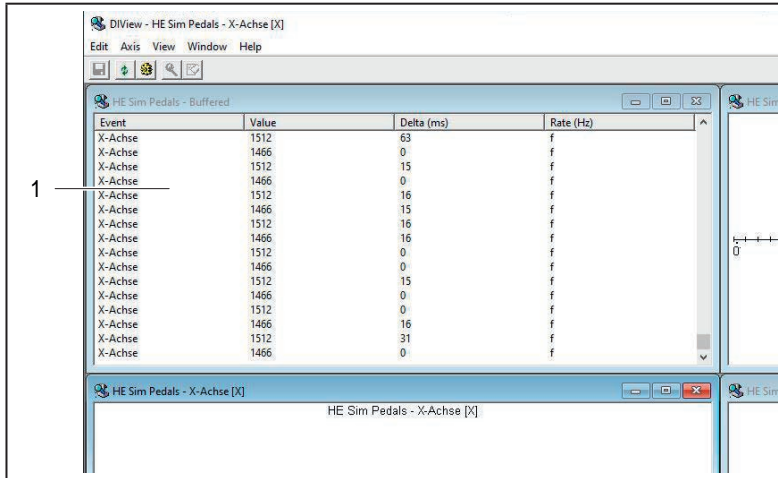 DIView - HE Sim Pedals - X-Achse [X]
Edit Axis View Window Help
HE Sim Pedals - Buffered
HE Sim
Event Value Delta (ms) Rate (Hz)
X-Achse 1512 63 f
X-Achse 1466 0 f
X-Achse 1512 15 f
X-Achse 1466 0 f
1 X-Achse 1512 16 f
X-Achse 1466 15 f
X-Achse 1512 16 f
X-Achse 1466 16 f
X-Achse 1512 0 f
X-Achse 1466 0 f
X-Achse 1512 15 f
X-Achse 1466 0 f
X-Achse 1512 0 f
X-Achse 1466 16 f
X-Achse 1512 31 f
X-Achse 1466 0 f
0
HE Sim Pedals - X-Achse [X]
HE Sim
HE Sim Pedals - X-Achse [X]